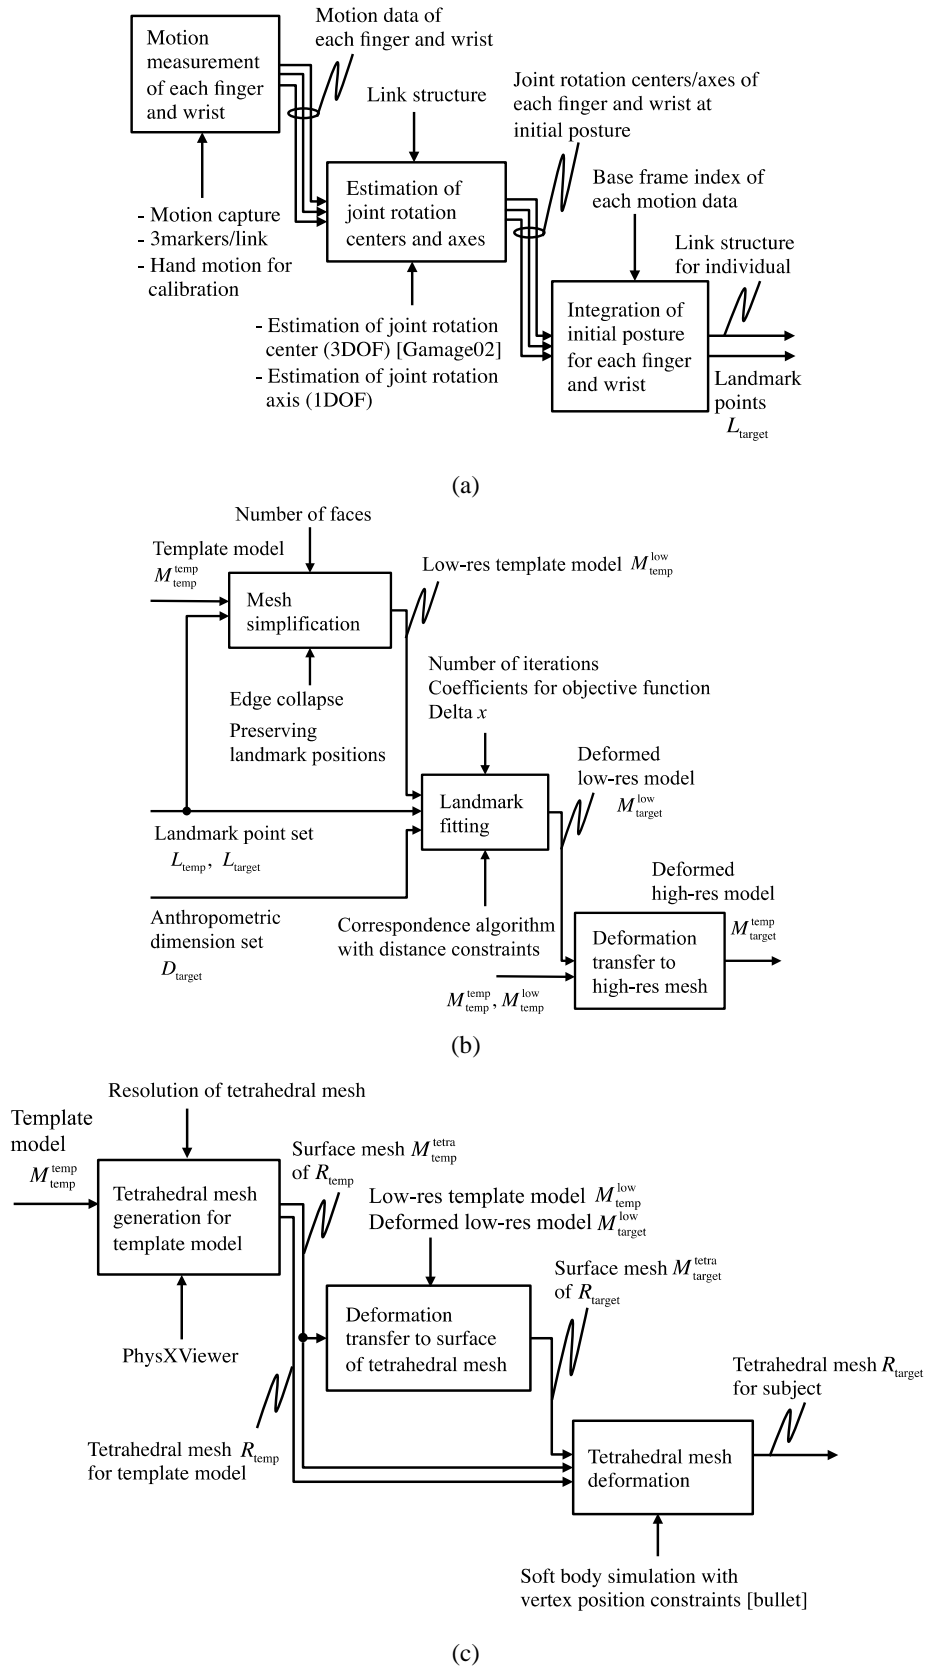 Motion
measurement
of each finger
and wrist
Motion data of
each finger and wrist
Link structure
Joint rotation centers/axes of
each finger and wrist at
initial posture
- Motion capture
- 3markers/link
- Hand motion for
calibration
Estimation of
joint rotation
centers and axes
Base frame index of
each motion data
Link structure
for individual
- Estimation of joint rotation
center (3DOF) [Gamage02]
- Estimation of joint rotation
axis (1DOF)
Integration of
initial posture
for each finger
and wrist
Landmark
points
L_target
(a)
Number of faces
Template model
M_temp^temp
Low-res template model M_temp^low
Mesh
simplification
Edge collapse
Preserving
landmark positions
Number of iterations
Coefficients for objective function
Delta x
Landmark
fitting
Deformed
low-res model
M_target^low
Landmark point set
L_temp, L_target
Anthropometric
dimension set
D_target
Correspondence algorithm
with distance constraints
Deformed
high-res model
M_target^temp
Deformation
transfer to
high-res mesh
M_temp^temp, M_temp^low
(b)
Resolution of tetrahedral mesh
Template
model
M_temp^temp
Tetrahedral mesh
generation for
template model
Surface mesh M_temp^tetra
of R_temp
Low-res template model M_temp^low
Deformed low-res model M_target^low
PhysXViewer
Deformation
transfer to surface
of tetrahedral mesh
Surface mesh M_target^tetra
of R_target
Tetrahedral mesh R_temp
for template model
Tetrahedral mesh
deformation
Tetrahedral mesh R_target
for subject
Soft body simulation with
vertex position constraints [bullet]
(c)